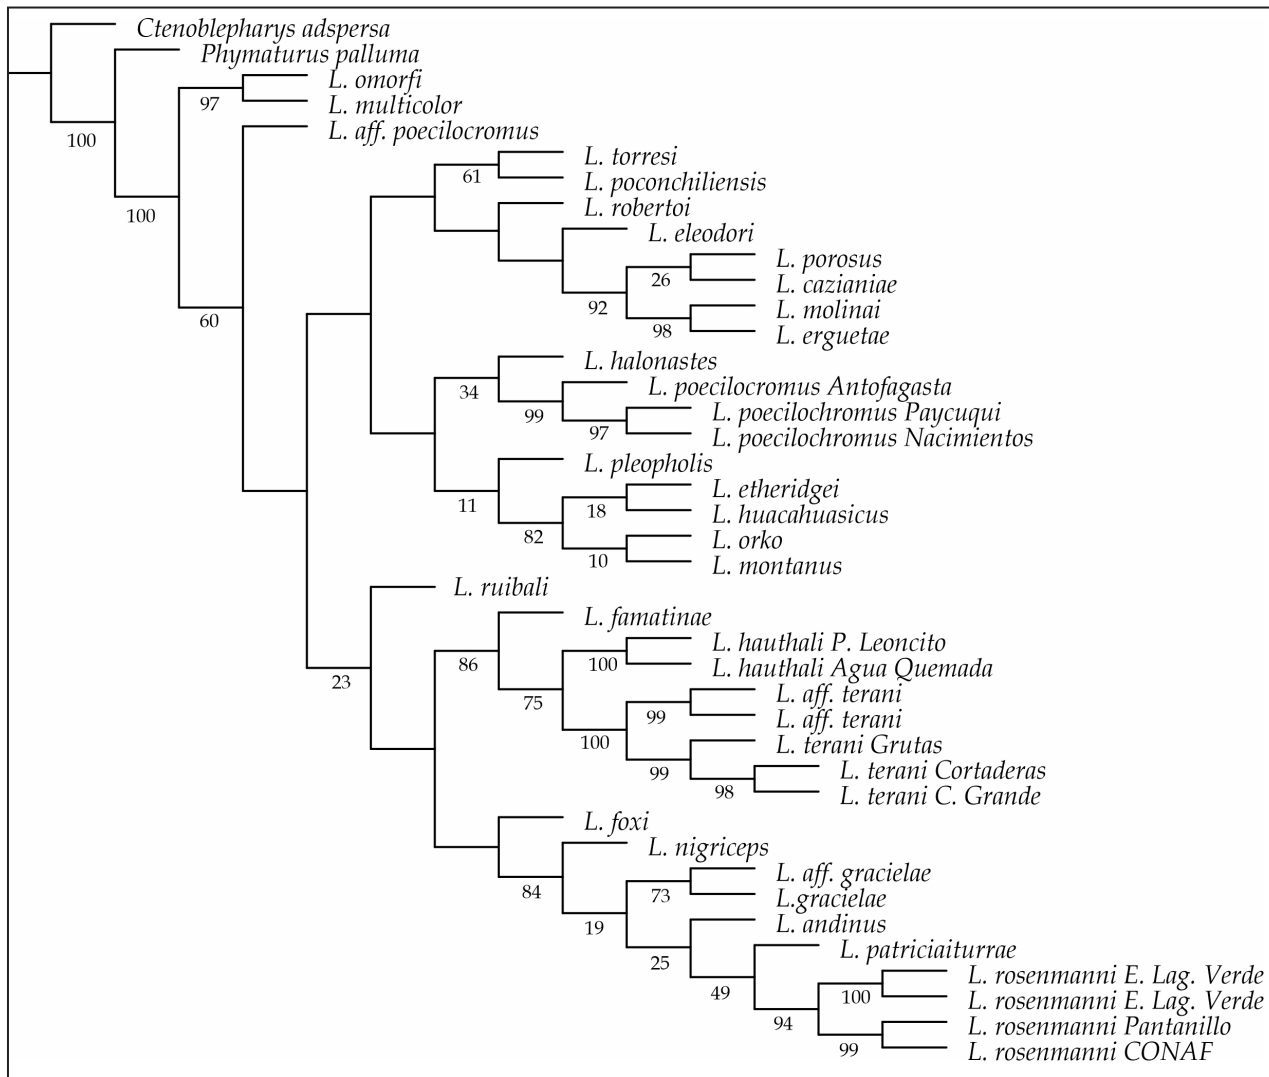 Ctenoblepharys adspersa
Phymaturus palluma
L. omorfi
97
L. multicolor
L. aff. poecilocromus
100
L. torresi
61
L. poconchiliensis
L. robertoi
100
L. eleodori
L. porosus
26
L. cazianiae
92
L. molinai
60
98
L. erguetae
L. halonastes
34
L. poecilocromus Antofagasta
99
L. poecilochromus Paycuqui
97
L. poecilochromus Nacimientos
L. pleopholis
L. etheridgei
11
18
L. huacahuasicus
82
L. orko
10
L. montanus
L. ruibali
L. famatinae
L. hauthali P. Leoncito
86
100
L. hauthali Agua Quemada
23
L. aff. terani
75
99
L. aff. terani
100
L. terani Grutas
99
L. terani Cortaderas
98
L. terani C. Grande
L. foxi
L. nigriceps
L. aff. gracielae
84
73
L.gracielae
19
L. andinus
L. patriciaiturrae
25
L. rosenmanni E. Lag. Verde
49
100
L. rosenmanni E. Lag. Verde
94
L. rosenmanni Pantanillo
99
L. rosenmanni CONAF